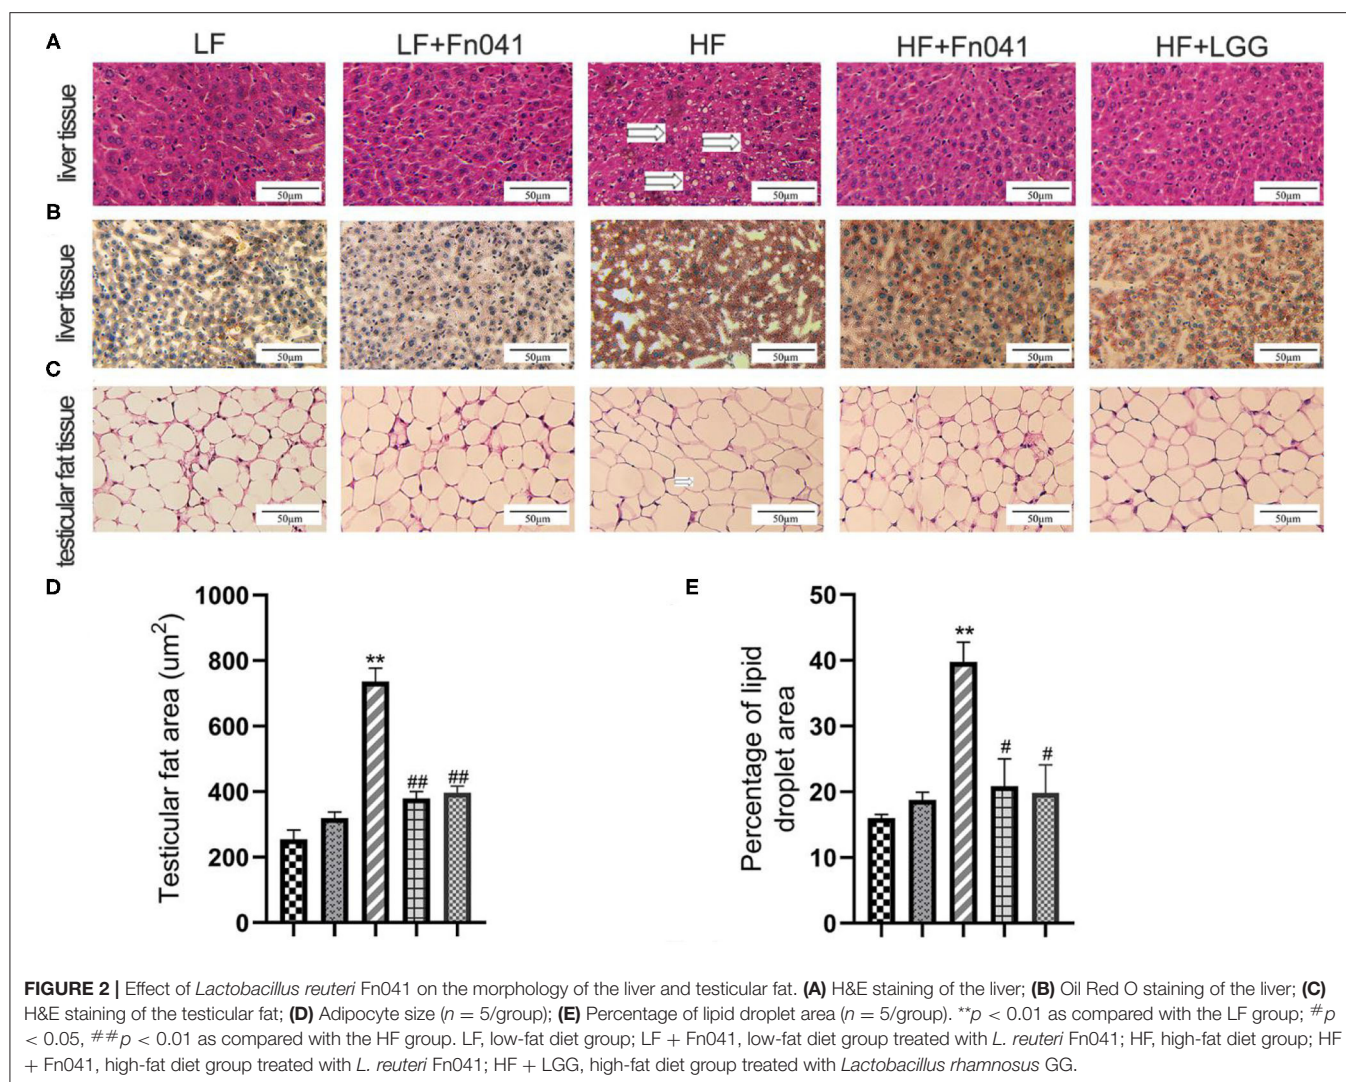 A
LF LF+Fn041 HF HF+Fn041 HF+LGG
liver tissue
50μm 50μm 50μm 50μm 50μm
B
liver tissue
50μm 50μm 50μm 50μm 50μm
C
testicular fat tissue
50μm 50μm 50μm 50μm 50μm
D
Testicular fat area (um²)
1000
800
600
400
200
0
** ## ##
E
Percentage of lipid
droplet area
50
40
30
20
10
0
** # #
FIGURE 2 | Effect of Lactobacillus reuteri Fn041 on the morphology of the liver and testicular fat. (A) H&E staining of the liver; (B) Oil Red O staining of the liver; (C)
H&E staining of the testicular fat; (D) Adipocyte size (n = 5/group); (E) Percentage of lipid droplet area (n = 5/group). **p < 0.01 as compared with the LF group; #p
< 0.05, ##p < 0.01 as compared with the HF group. LF, low-fat diet group; LF + Fn041, low-fat diet group treated with L. reuteri Fn041; HF, high-fat diet group; HF
+ Fn041, high-fat diet group treated with L. reuteri Fn041; HF + LGG, high-fat diet group treated with Lactobacillus rhamnosus GG.